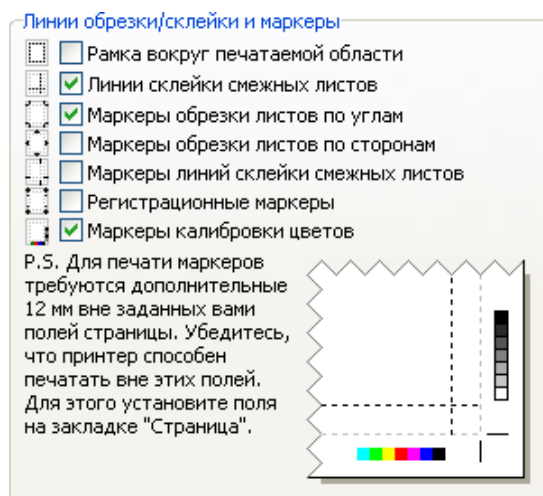 Линии обрезки/склейки и маркеры
Рамка вокруг печатаемой области
Линии склейки смежных листов
Маркеры обрезки листов по углам
Маркеры обрезки листов по сторонам
Маркеры линий склейки смежных листов
Регистрационные маркеры
Маркеры калибровки цветов
P.S. Для печати маркеров
требуются дополнительные
12 мм вне заданных вами
полей страницы. Убедитесь,
что принтер способен
печатать вне этих полей.
Для этого установите поля
на закладке "Страница".